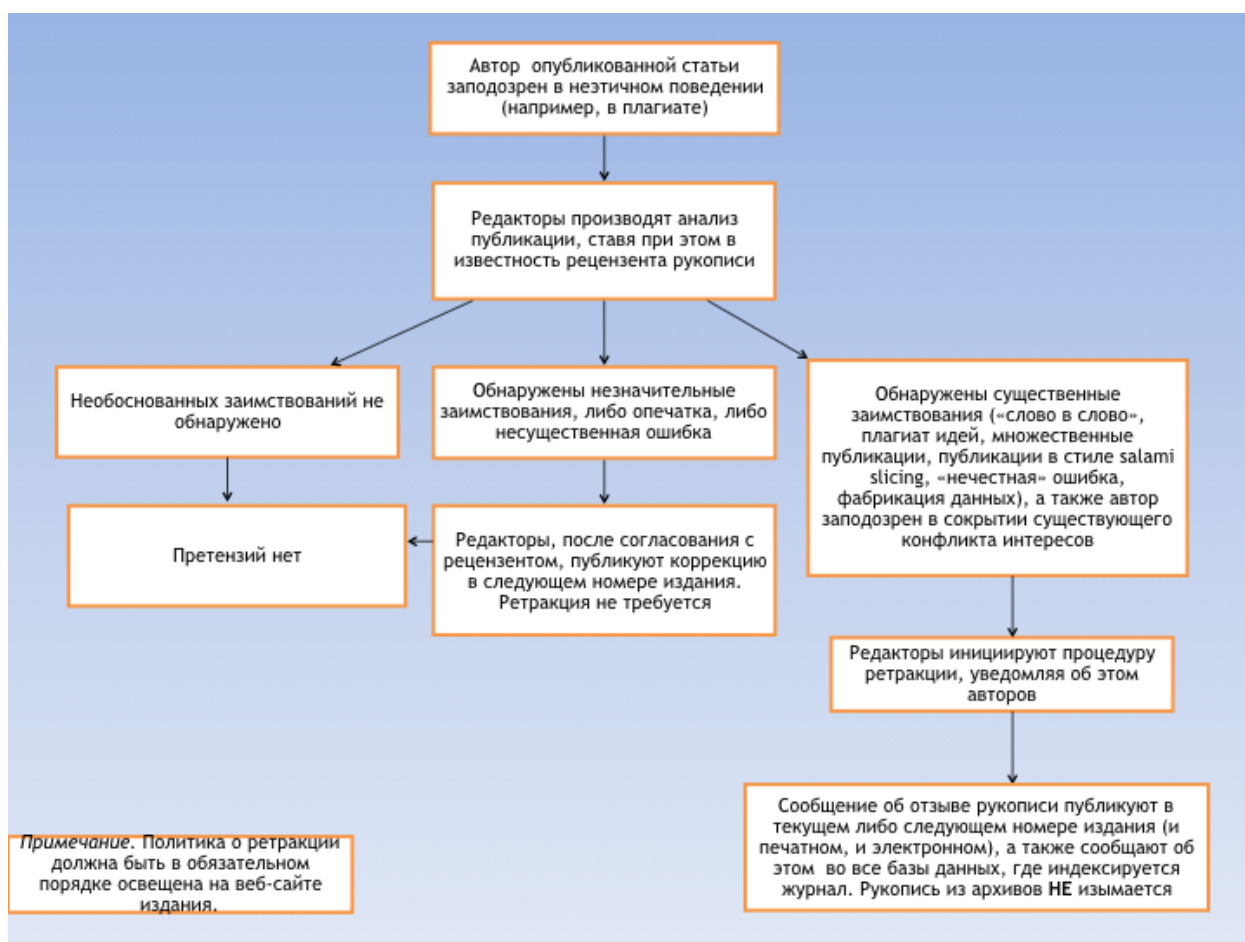 Автор опубликованной статьи
заподозрен в неэтичном поведении
(например, в плагиате)
Редакторы производят анализ
публикации, ставя при этом в
известность рецензента рукописи
Необоснованных заимствований не
обнаружено
Обнаружены незначительные
заимствования, либо опечатка, либо
несущественная ошибка
Обнаружены существенные
заимствования («слово в слово»,
плагиат идей, множественные
публикации, публикации в стиле salami
slicing, «нечестная» ошибка,
фабрикация данных), а также автор
заподозрен в сокрытии существующего
конфликта интересов
Претензий нет
Редакторы, после согласования с
рецензентом, публикуют коррекцию
в следующем номере издания.
Ретракция не требуется
Редакторы инициируют процедуру
ретракции, уведомляя об этом
авторов
Сообщение об отзыве рукописи публикуют в
текущем либо следующем номере издания (и
печатном, и электронном), а также сообщают об
этом во все базы данных, где индексируется
журнал. Рукопись из архивов НЕ изымается
Примечание. Политика о ретракции
должна быть в обязательном
порядке освещена на веб-сайте
издания.